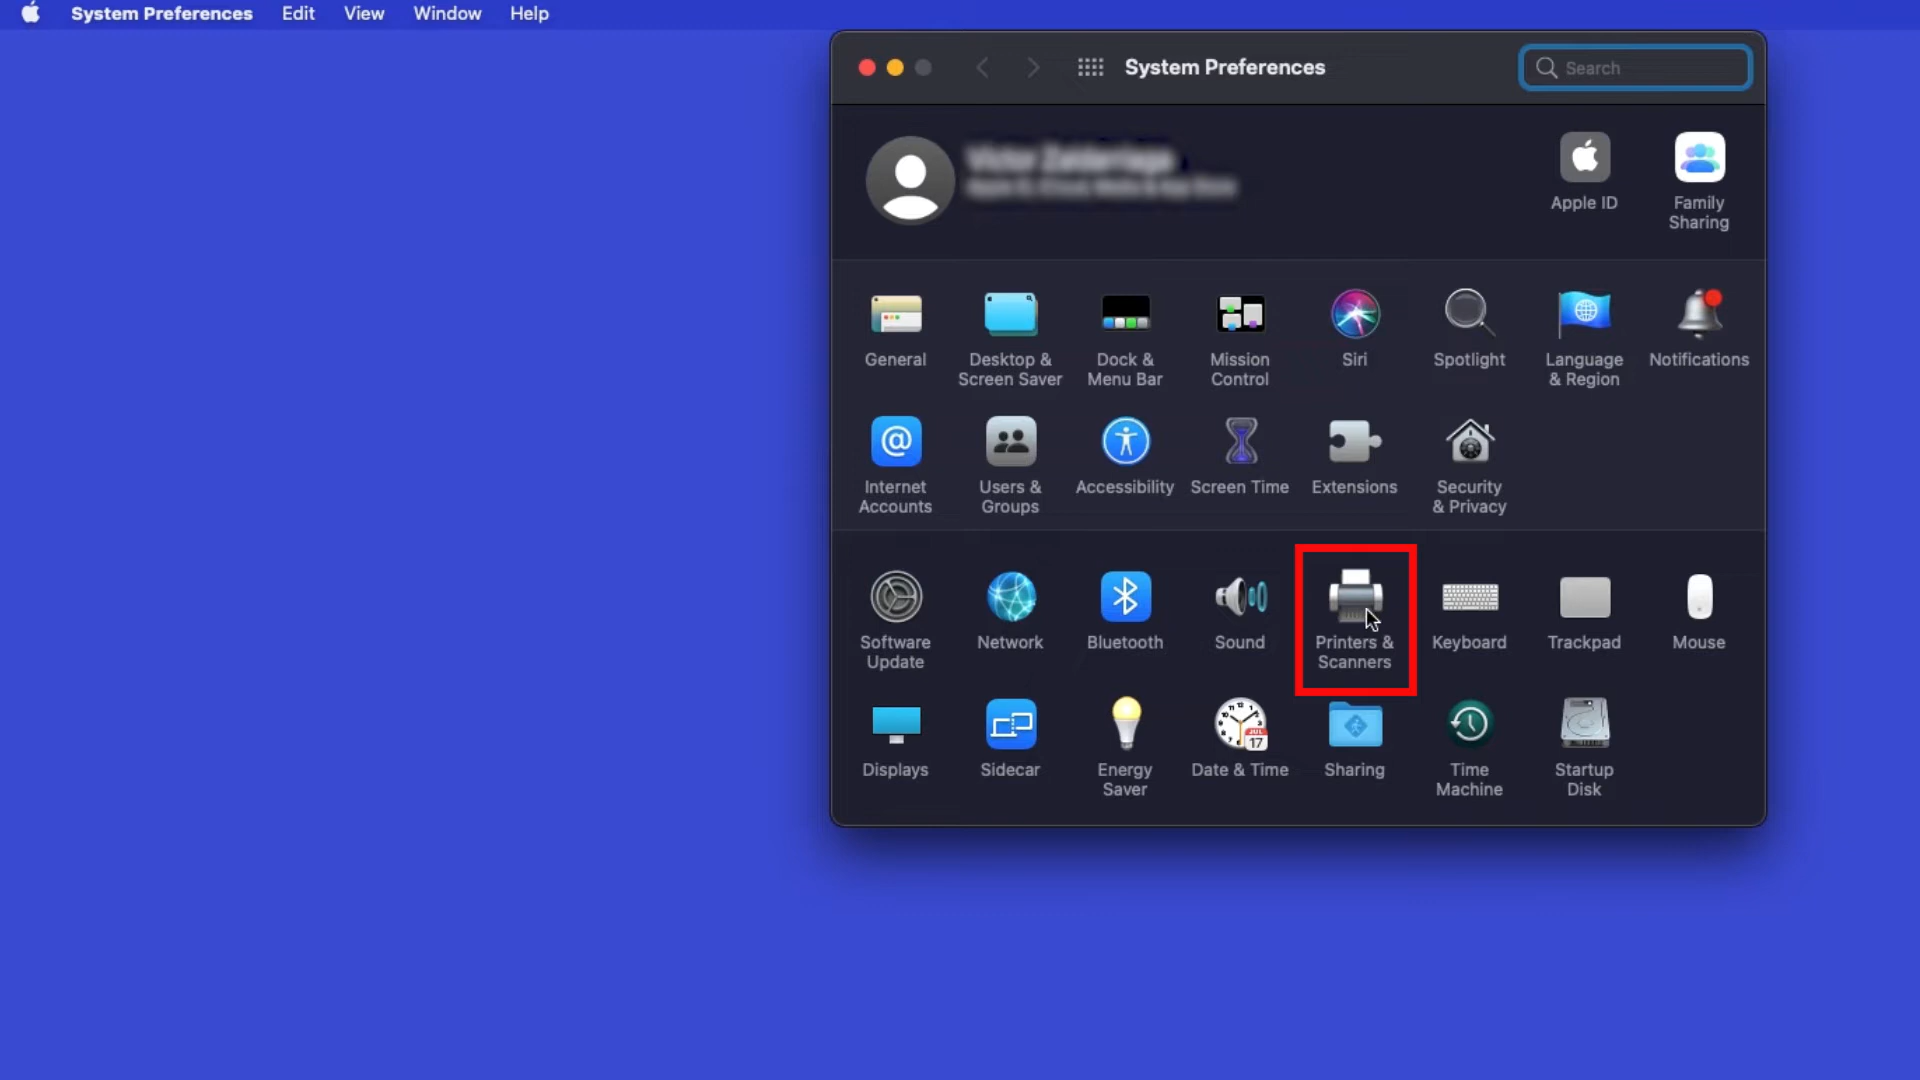 System Preferences Edit View Window Help
System Preferences
Search
Apple ID
Family
Sharing
General
Desktop &
Screen Saver
Dock &
Menu Bar
Mission
Control
Siri
Spotlight
Language
& Region
Notifications
Internet
Accounts
Users &
Groups
Accessibility
Screen Time
Extensions
Security
& Privacy
Software
Update
Network
Bluetooth
Sound
Printers &
Scanners
Keyboard
Trackpad
Mouse
Displays
Sidecar
Energy
Saver
JUL
17
Date & Time
Sharing
Time
Machine
Startup
Disk